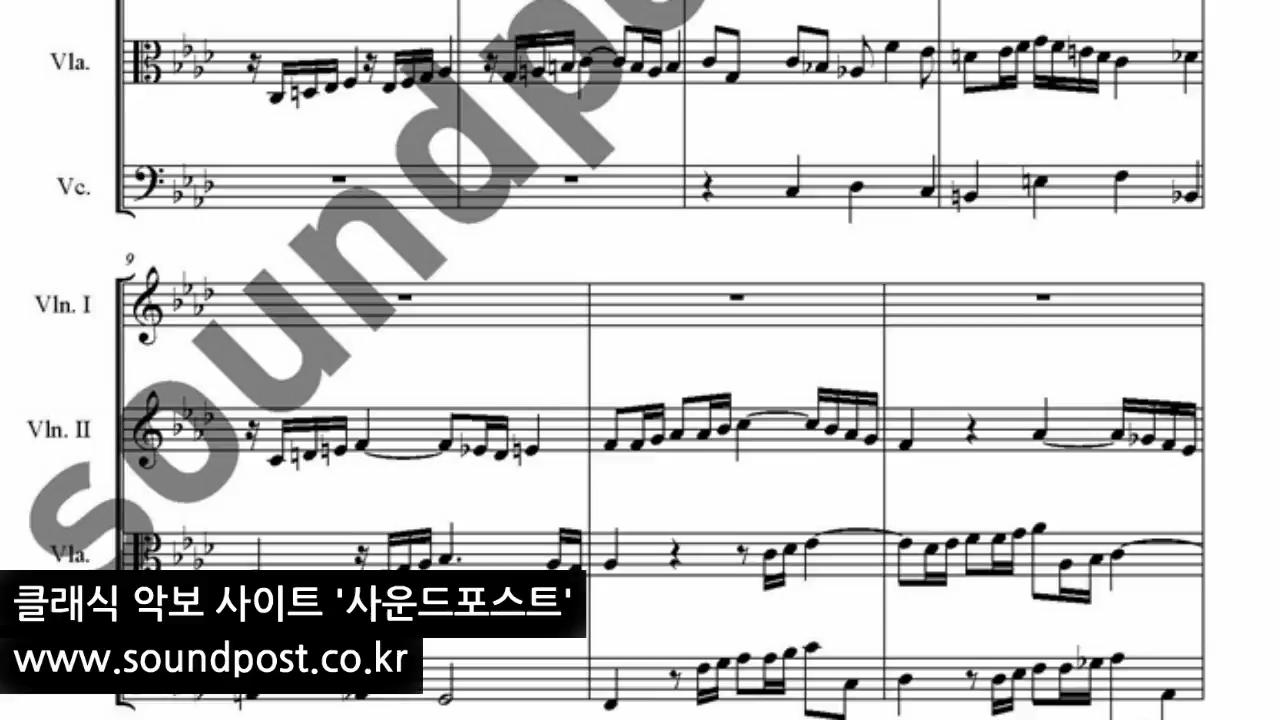 Vla.
Vc.
9
Vln. I
Vln. II
Vla.
soundpo
클래식 악보 사이트 '사운드포스트'
www.soundpost.co.kr